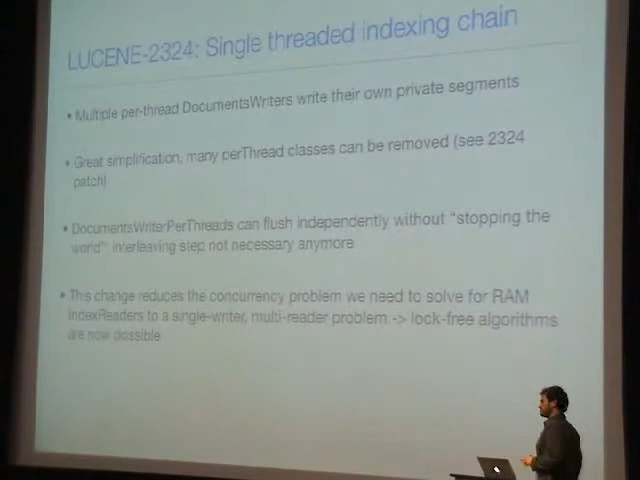 LUCENE-2324: Single threaded indexing chain
• Multiple per-thread DocumentsWriters write their own private segments
• Great simplification, many perThread classes can be removed (see 2324
patch)
• DocumentsWriterPerThreads can flush independently without "stopping the
world": interleaving step not necessary anymore
• This change reduces the concurrency problem we need to solve for RAM
IndexReaders to a single-writer, multi-reader problem -> lock-free algorithms
are now possible